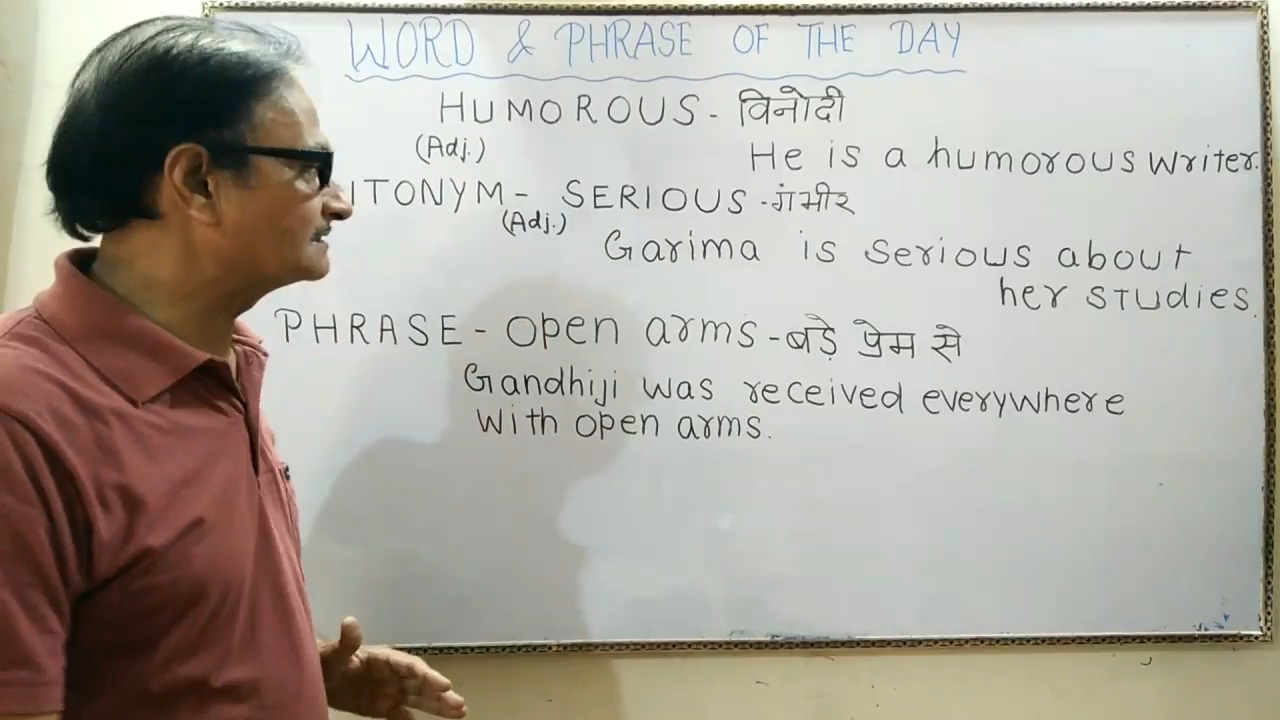 WORD & PHRASE OF THE DAY
HUMOROUS - विनोदी
(Adj.)
He is a humorous writer.
ITONYM - SERIOUS - गंभीर
(Adj.)
Garima is serious about
her studies.
PHRASE - Open arms - बड़े प्रेम से
Gandhiji was received everywhere
with open arms.